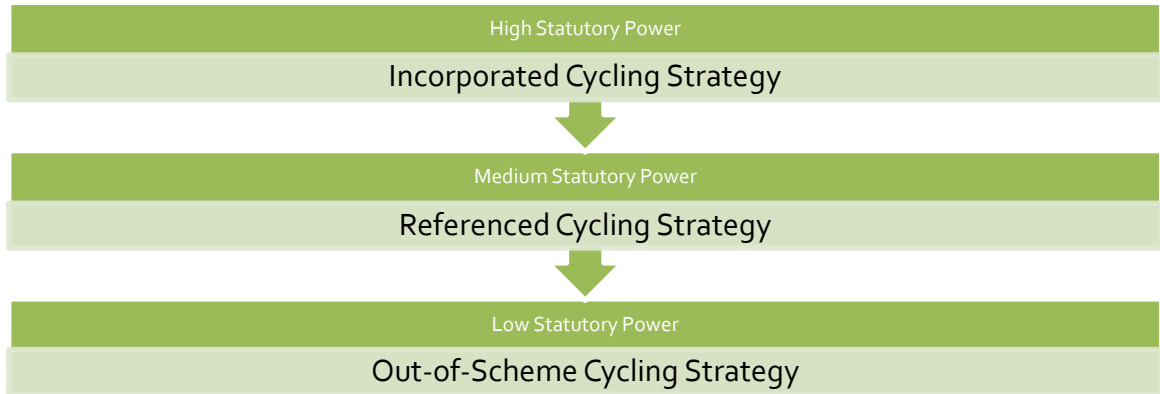 High Statutory Power
Incorporated Cycling Strategy
Medium Statutory Power
Referenced Cycling Strategy
Low Statutory Power
Out-of-Scheme Cycling Strategy